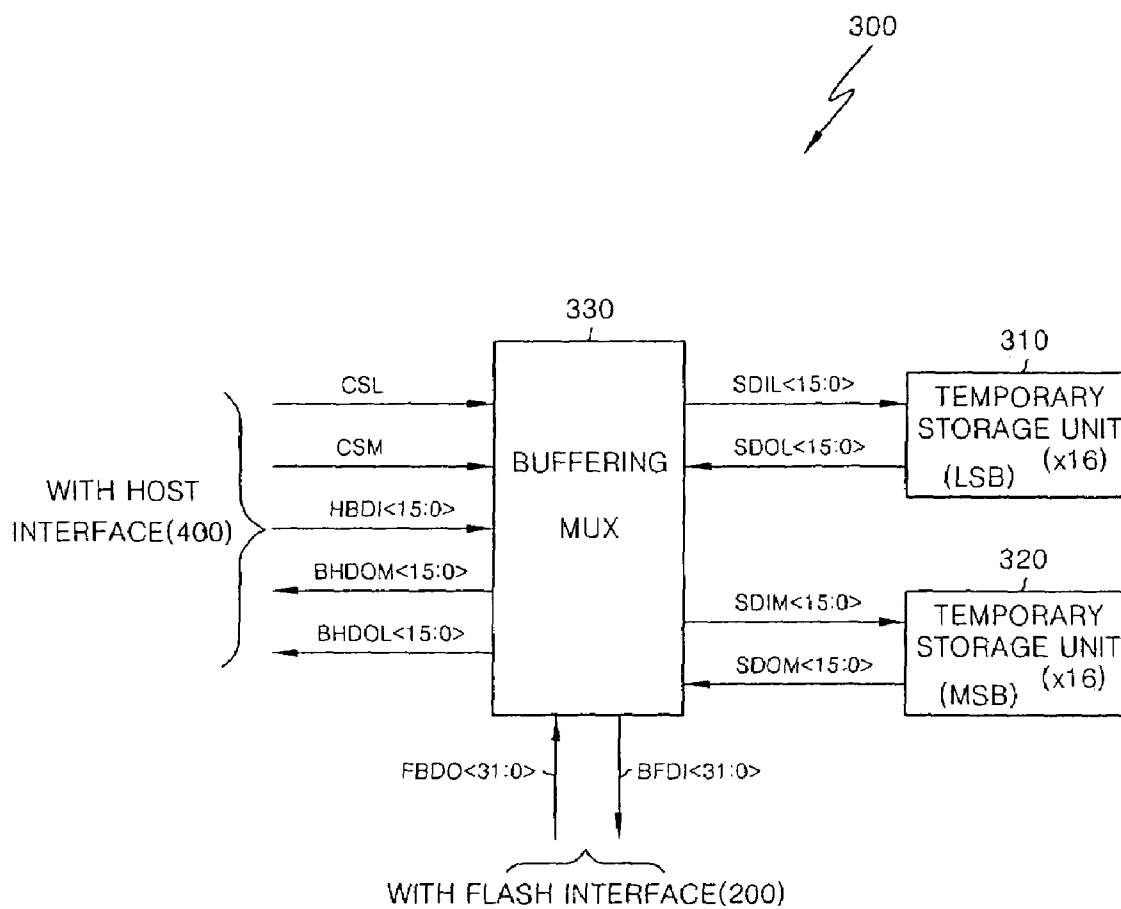 300
330
310
CSL
SDIL<15:0>
TEMPORARY
STORAGE UNIT
(LSB) (x16)
CSM
BUFFERING
MUX
SDOL<15:0>
WITH HOST
INTERFACE(400)
HBDI<15:0>
BHDOM<15:0>
BHDOL<15:0>
320
SDIM<15:0>
TEMPORARY
STORAGE UNIT
(MSB) (x16)
SDOM<15:0>
FBDO<31:0>
BFDI<31:0>
WITH FLASH INTERFACE(200)